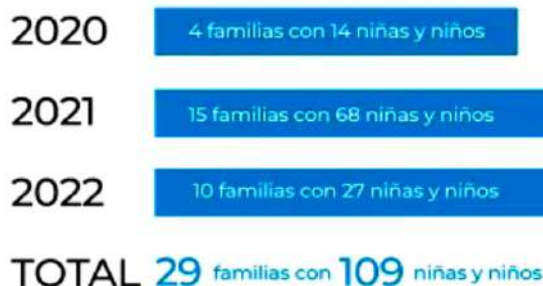 2020 4 familias con 14 niñas y niños
2021 15 familias con 68 niñas y niños
2022 10 familias con 27 niñas y niños
TOTAL 29 familias con 109 niñas y niños